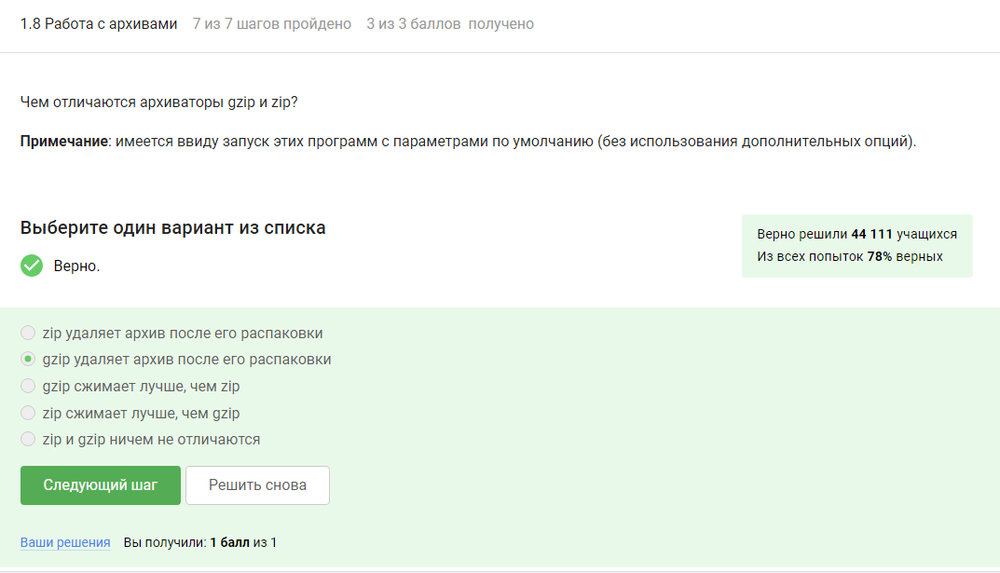 1.8 Работа с архивами 7 из 7 шагов пройдено 3 из 3 баллов получено
Чем отличаются архиваторы gzip и zip?
Примечание: имеется ввиду запуск этих программ с параметрами по умолчанию (без использования дополнительных опций).
Выберите один вариант из списка
Верно.
Верно решили 44 111 учащихся
Из всех попыток 78% верных
zip удаляет архив после его распаковки
gzip удаляет архив после его распаковки
gzip сжимает лучше, чем zip
zip сжимает лучше, чем gzip
zip и gzip ничем не отличаются
Следующий шаг Решить снова
Ваши решения Вы получили: 1 балл из 1